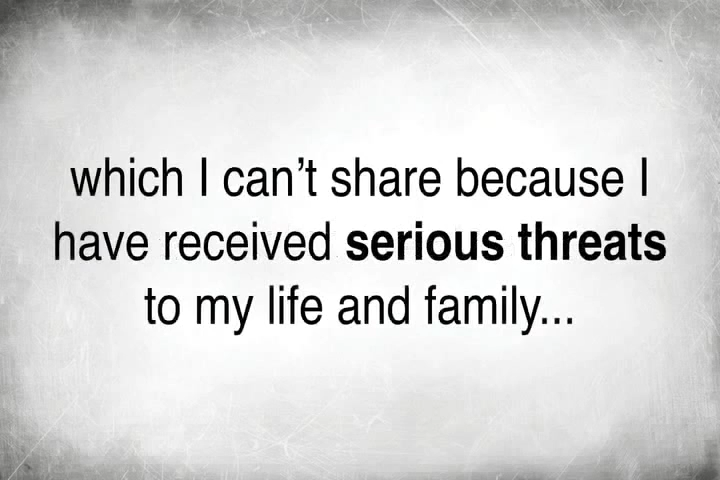 which I can’t share because I
have received serious threats
to my life and family...